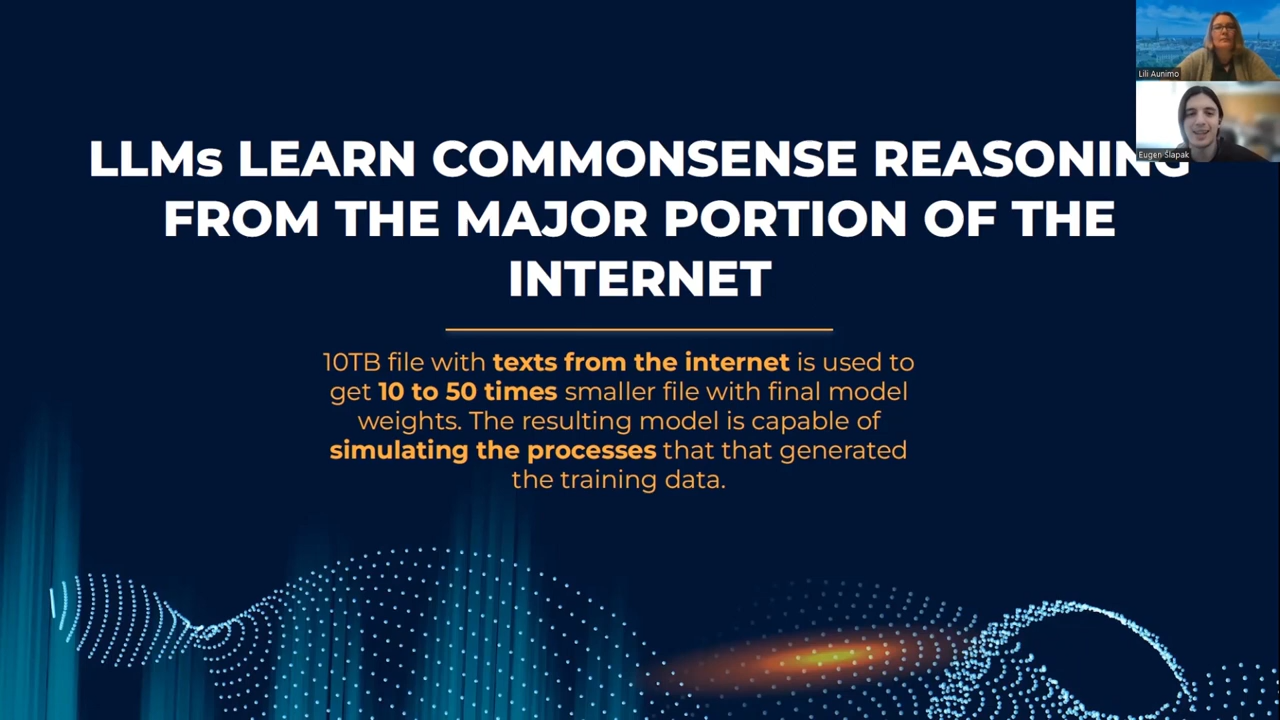 Lili Aunimo
Eugen Šlapak
LLMs LEARN COMMONSENSE REASONING
FROM THE MAJOR PORTION OF THE
INTERNET
10TB file with texts from the internet is used to
get 10 to 50 times smaller file with final model
weights. The resulting model is capable of
simulating the processes that that generated
the training data.